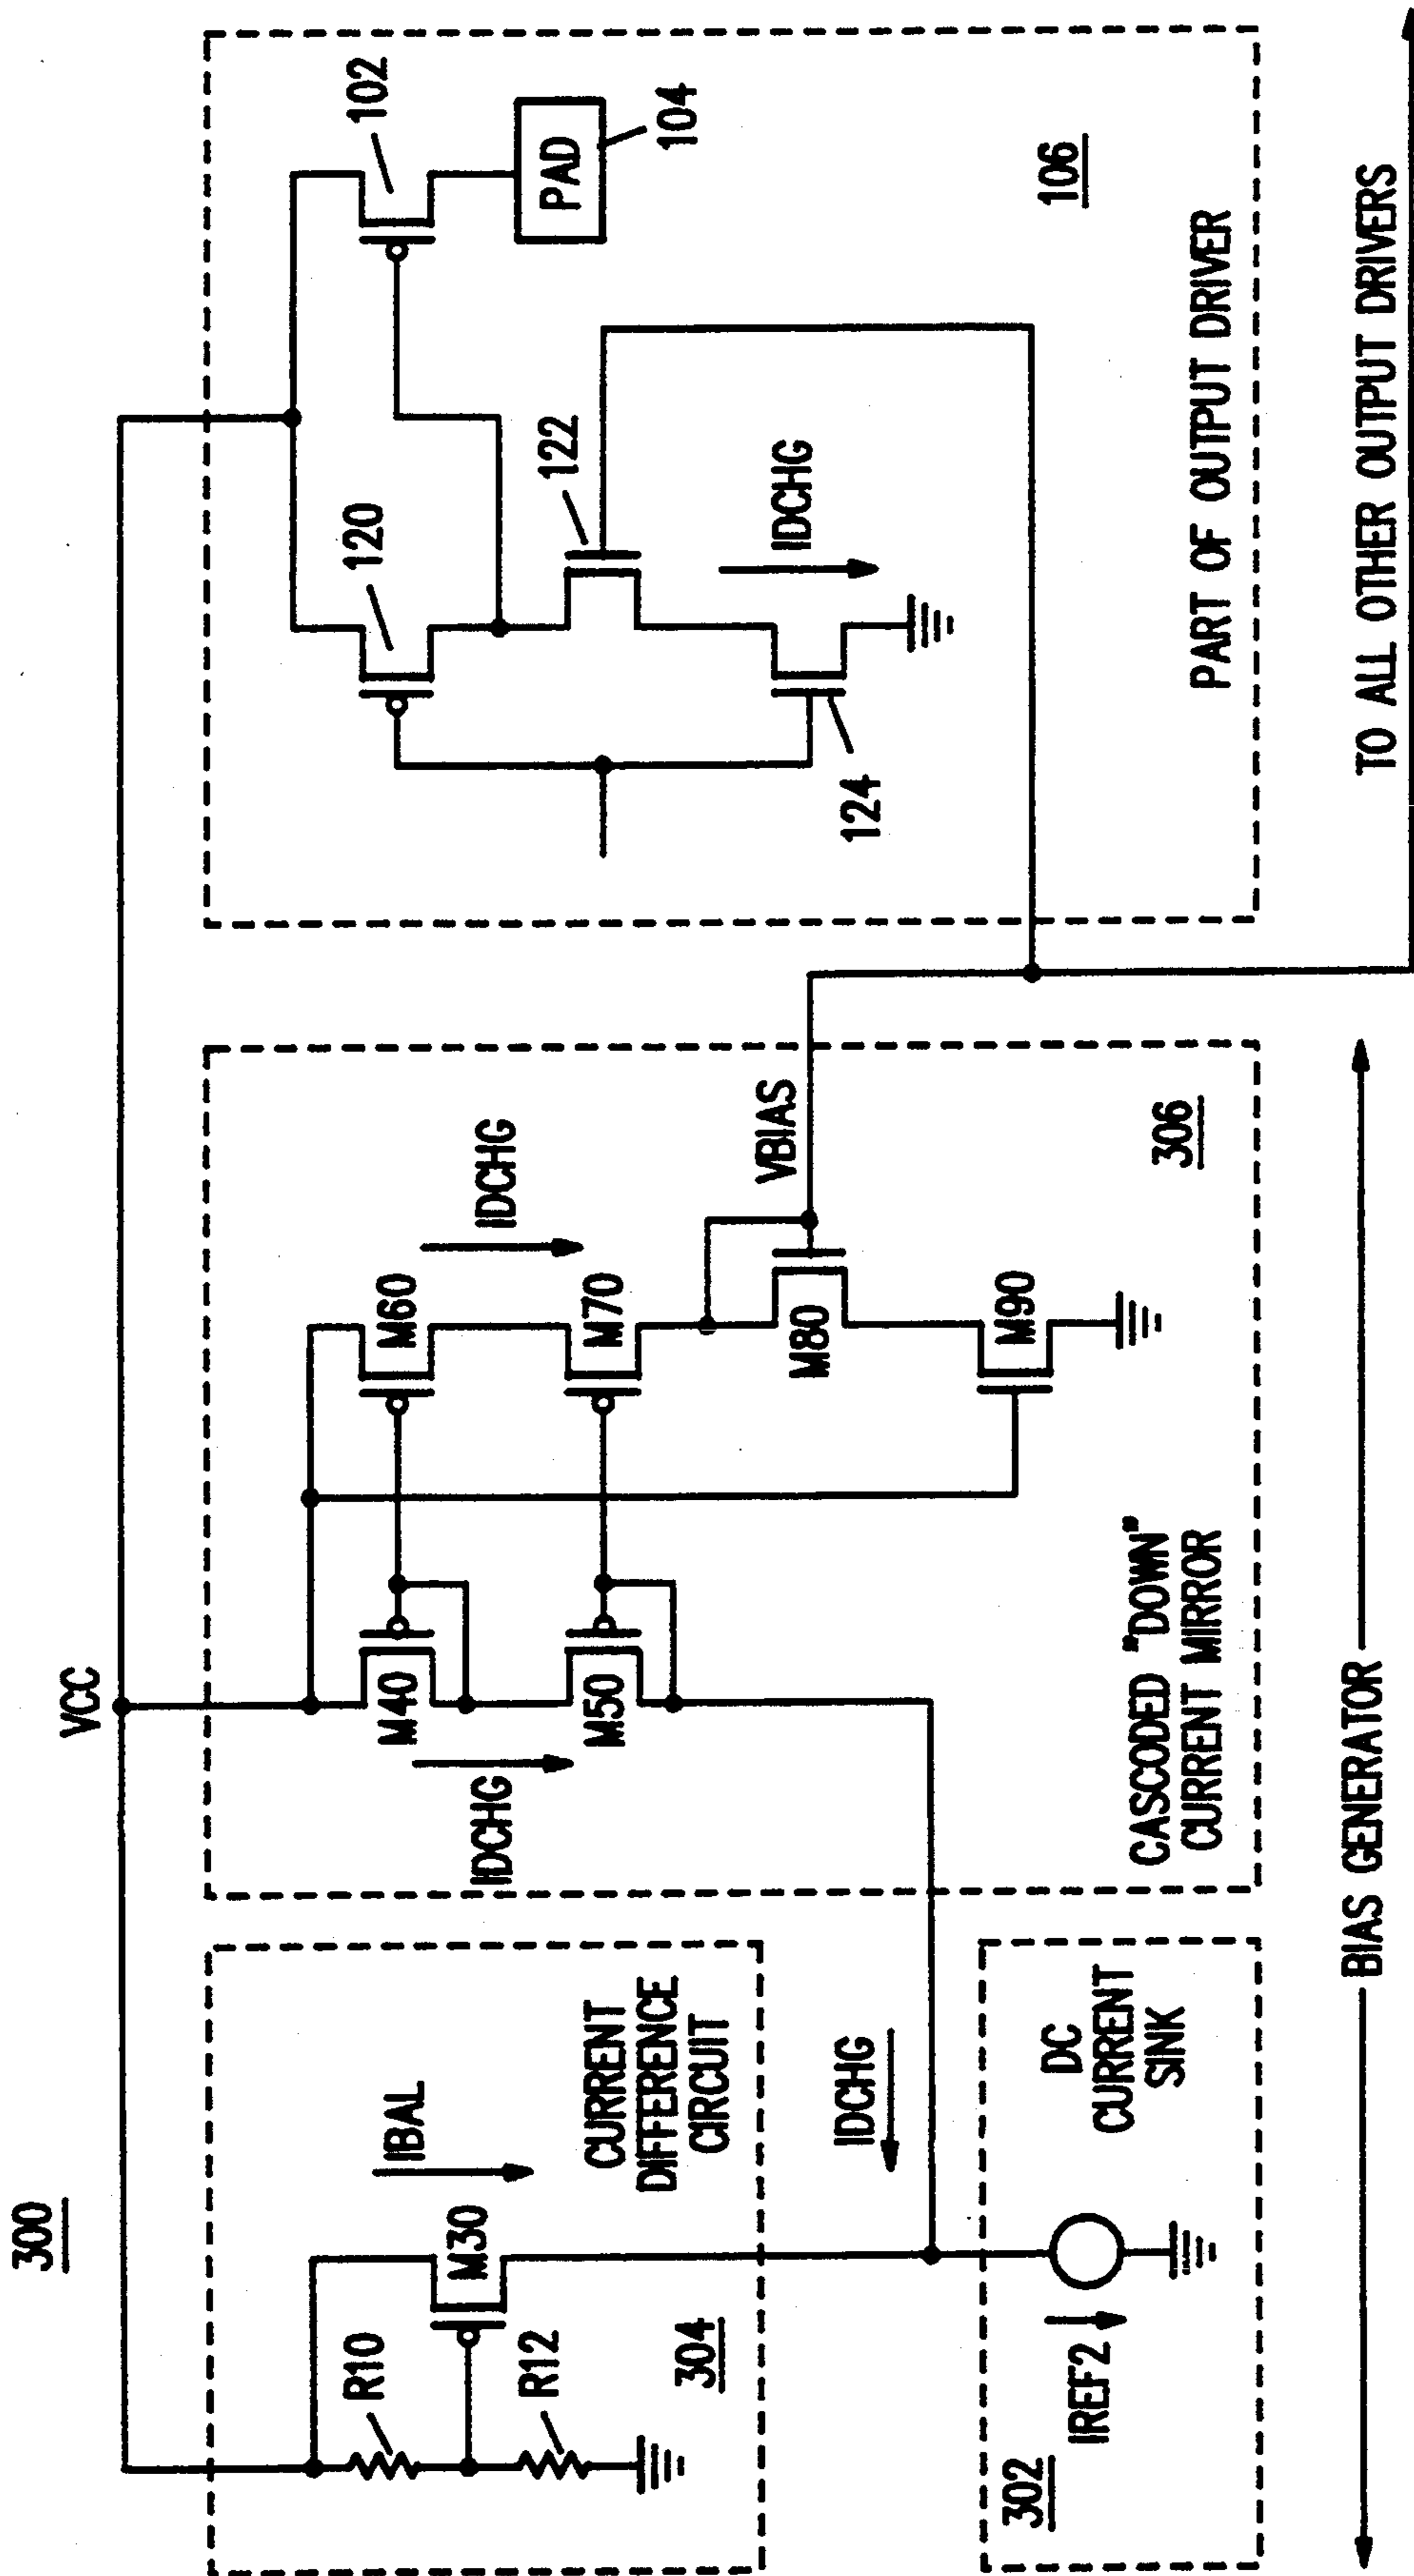 300
VCC
R10
R12
M30
IBAL
304
CURRENT
DIFFERENCE
CIRCUIT
302
IREF2
DC
CURRENT
SINK
IDCHG
IDCHG
M40
M50
M60
M70
IDCHG
M80
M90
VBIAS
CASCODED "DOWN"
CURRENT MIRROR
306
120
102
PAD
104
122
124
IDCHG
106
PART OF OUTPUT DRIVER
BIAS GENERATOR
TO ALL OTHER OUTPUT DRIVERS